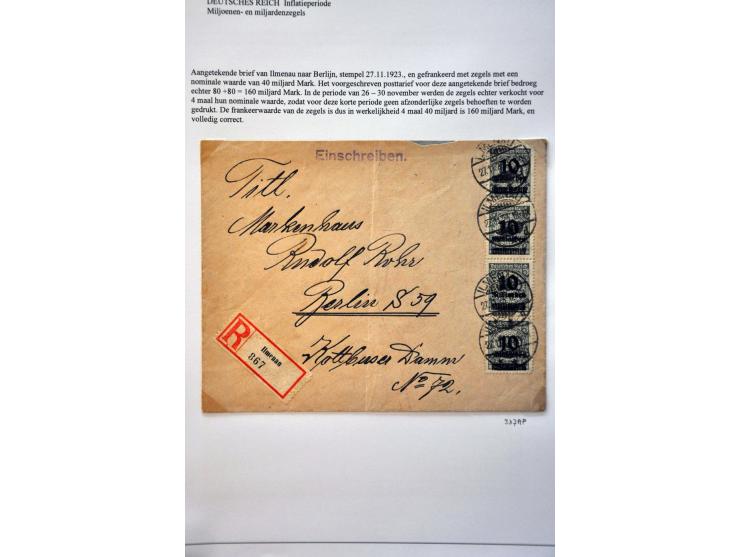 DEUTSCHES REICH Inflatieperiode
Miljoenen- en miljardenzegels
Aangetekende brief van Ilmenau naar Berlijn, stempel 27.11.1923., en gefrankeerd met zegels met een
nominale waarde van 40 miljard Mark. Het voorgeschreven posttarief voor deze aangetekende brief bedroeg
echter 80 +80 = 160 miljard Mark. In de periode van 26 – 30 november werden de zegels echter verkocht voor
4 maal hun nominale waarde, zodat voor deze korte periode geen afzonderlijke zegels behoeften te worden
gedrukt. De frankeerwaarde van de zegels is dus in werkelijkheid 4 maal 40 miljard is 160 miljard Mark, en
volledig correct.
Einschreiben.
Titl.
Markenhaus
Rudolf Rohr
Berlin S 59
Kottbuser Damm
No 72.
R
Ilmenau
867
10
10
10
10